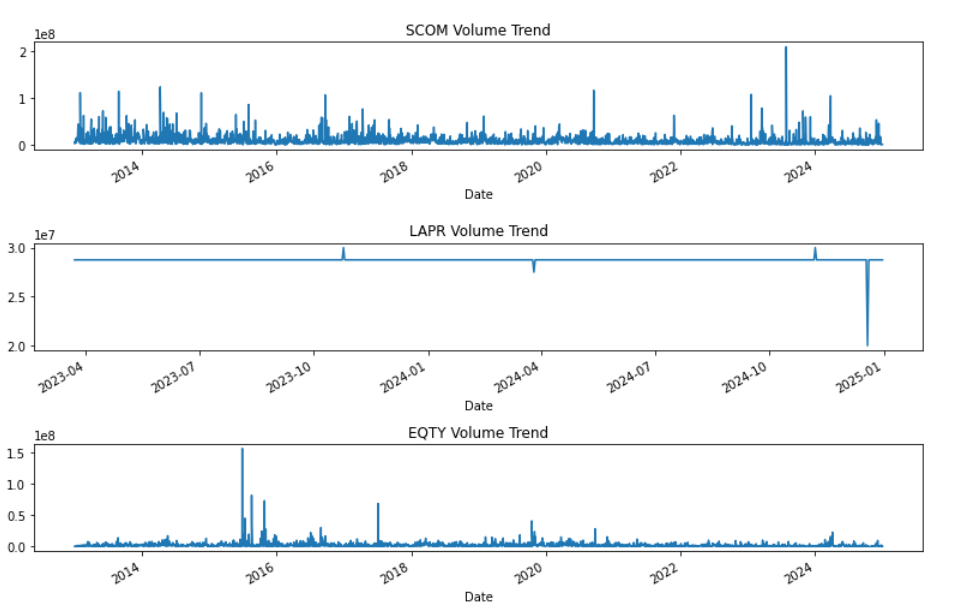 SCOM Volume Trend
1e8
2
1
0
2014 2016 2018 2020 2022 2024
Date
LAPR Volume Trend
1e7
3.0
2.5
2.0
2023-04 2023-07 2023-10 2024-01 2024-04 2024-07 2024-10 2025-01
Date
EQTY Volume Trend
1e8
1.5
1.0
0.5
0.0
2014 2016 2018 2020 2022 2024
Date